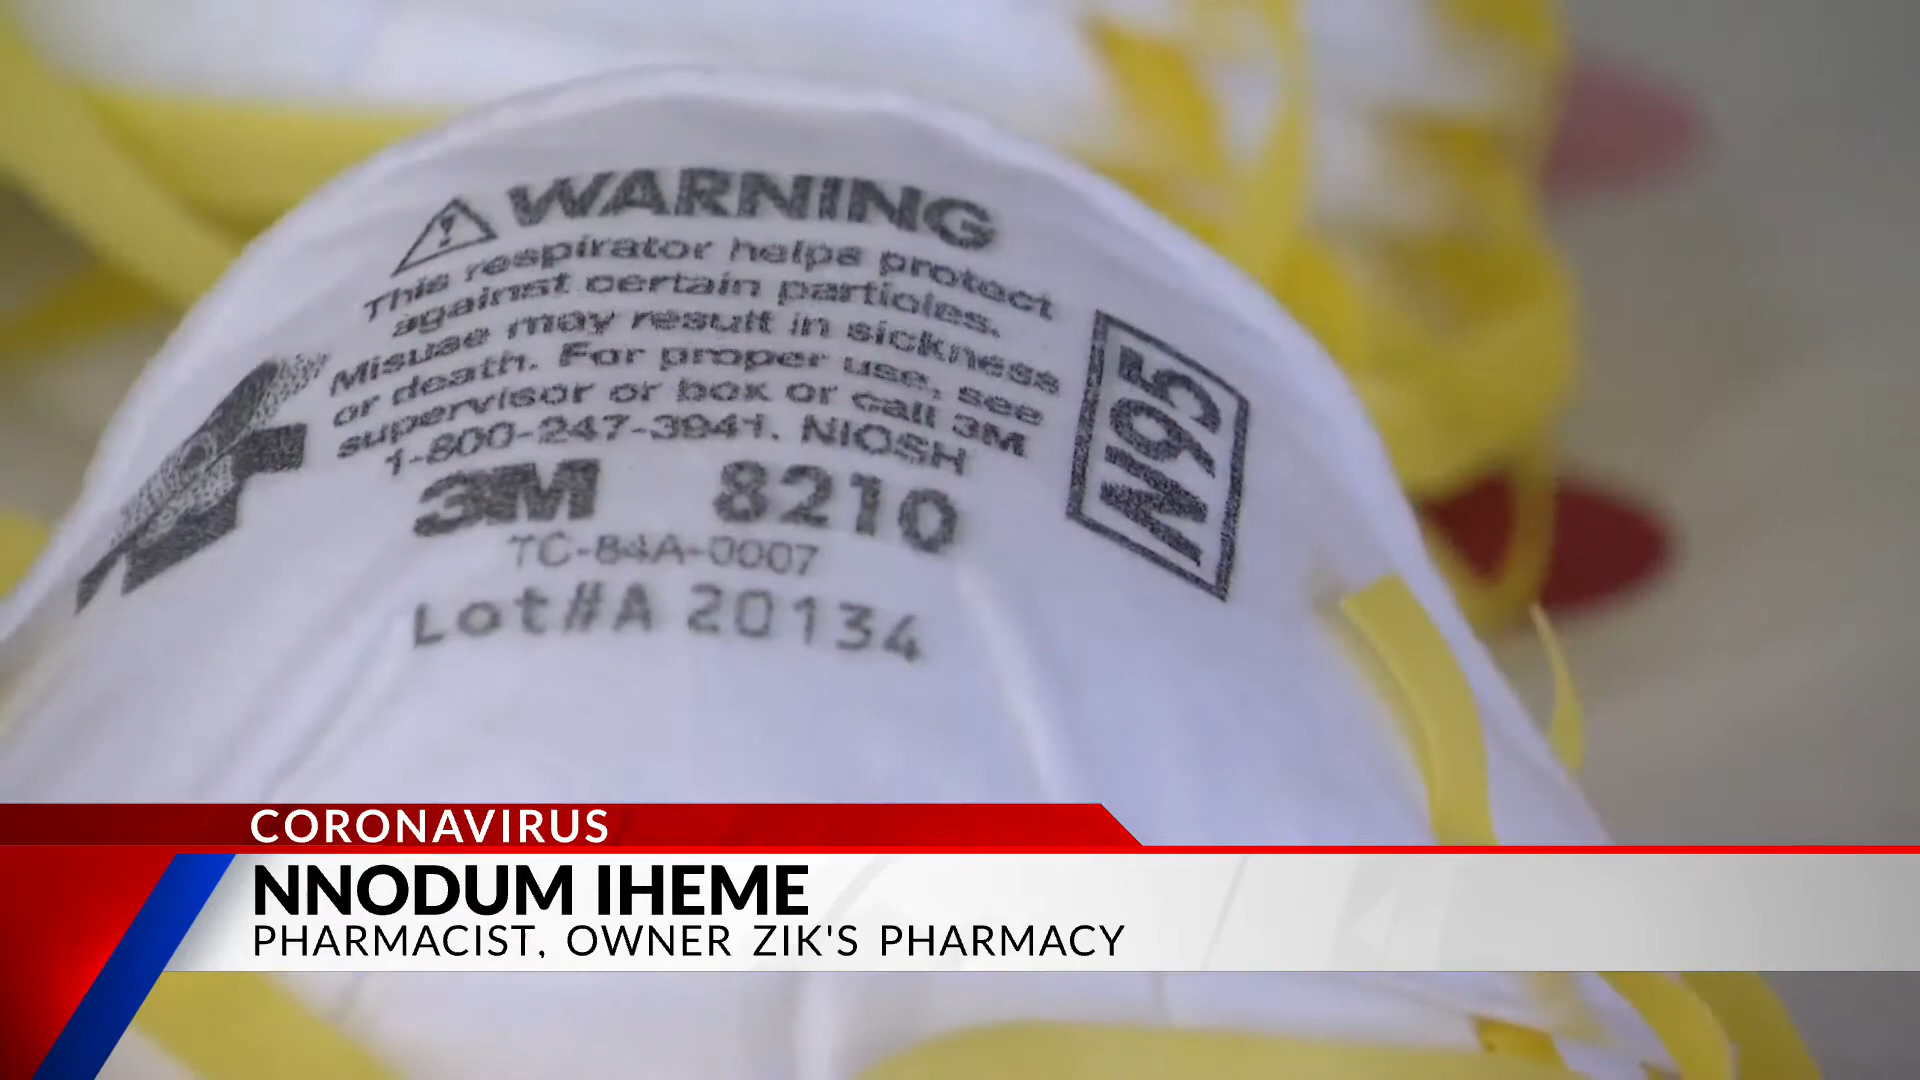 WARNING
This respirator helps protect
against certain particles.
Misuse may result in sickness
or death. For proper use, see
supervisor or box or call 3M
1-800-247-3941. NIOSH
3M 8210
N95
TC-84A-0007
Lot#A 20134
CORONAVIRUS
NNODUM IHEME
PHARMACIST, OWNER ZIK'S PHARMACY